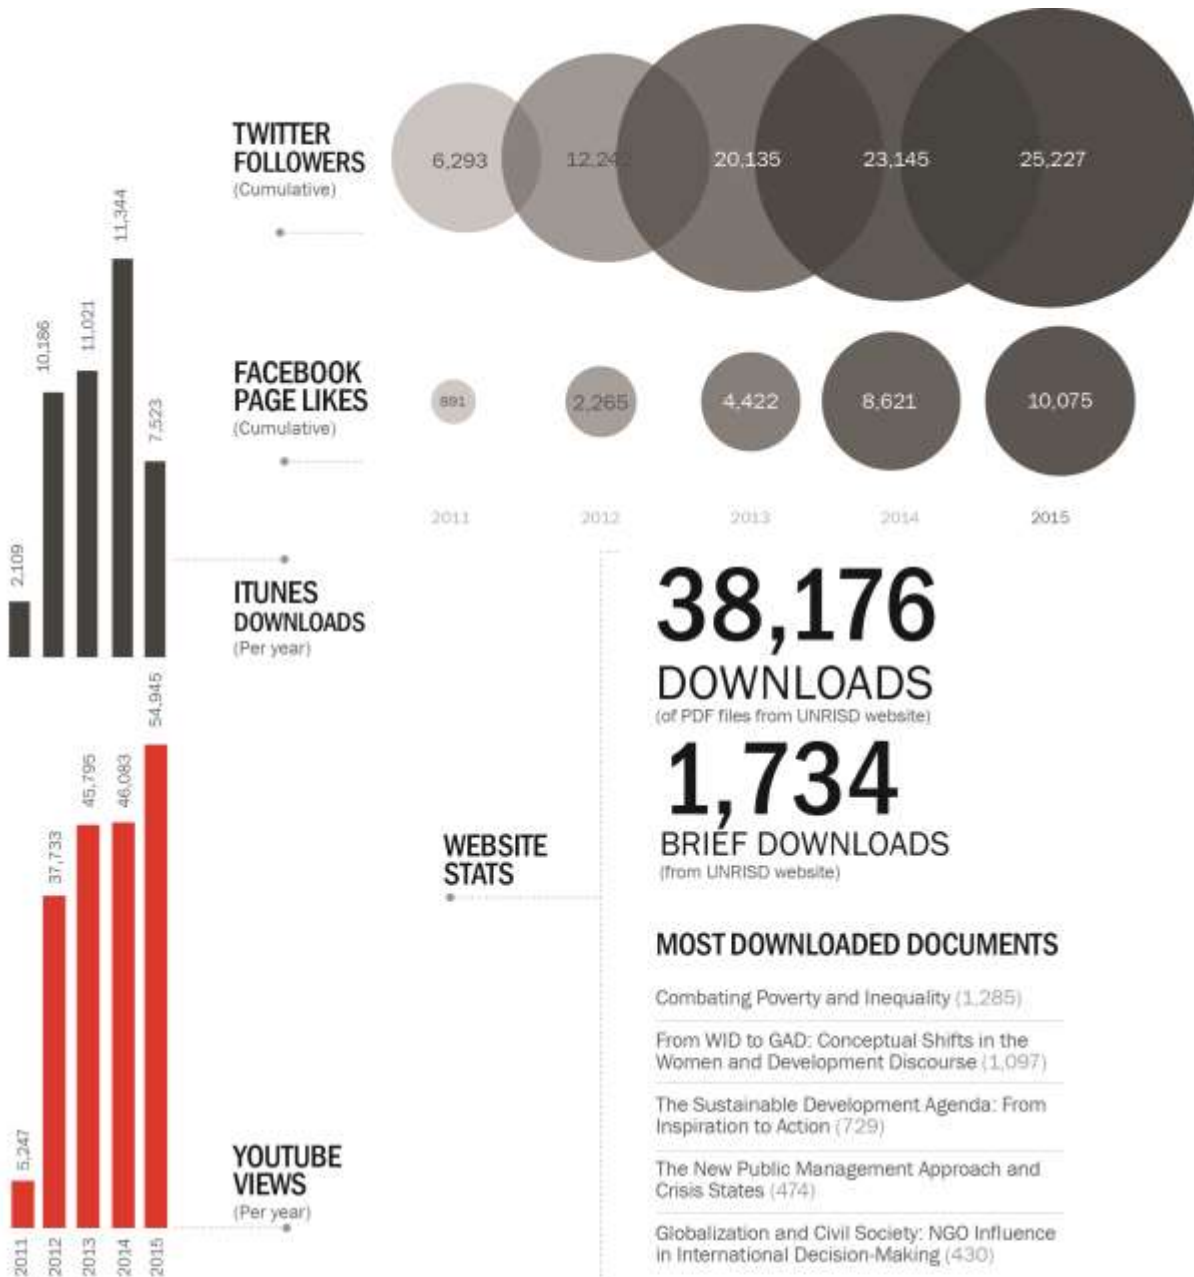 TWITTER
FOLLOWERS
(Cumulative)
6,293
20,135
23,145
25,227
FACEBOOK
PAGE LIKES
(Cumulative)
891
2,265
4,422
8,621
10,075
2011
2012
2013
2014
2015
2,109
10,186
11,021
11,344
7,523
ITUNES
DOWNLOADS
(Per year)
5,247
37,733
45,795
46,083
54,945
2011
2012
2013
2014
2015
YOUTUBE
VIEWS
(Per year)
WEBSITE
STATS
38,176
DOWNLOADS
(of PDF files from UNRISD website)
1,734
BRIEF DOWNLOADS
(from UNRISD website)
MOST DOWNLOADED DOCUMENTS
Combating Poverty and Inequality (1,285)
From WID to GAD: Conceptual Shifts in the
Women and Development Discourse (1,097)
The Sustainable Development Agenda: From
Inspiration to Action (729)
The New Public Management Approach and
Crisis States (474)
Globalization and Civil Society: NGO Influence
in International Decision-Making (430)